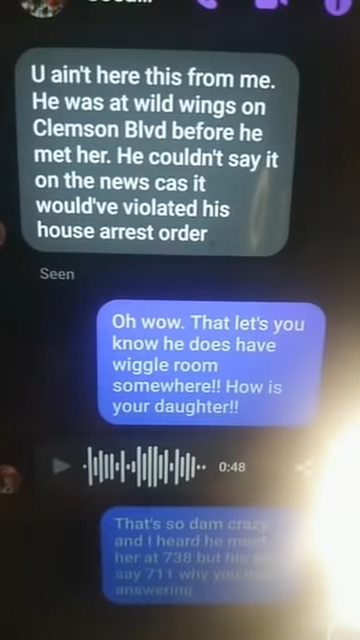 U ain't here this from me.
He was at wild wings on
Clemson Blvd before he
met her. He couldn't say it
on the news cas it
would've violated his
house arrest order
Seen
Oh wow. That let's you
know he does have
wiggle room
somewhere!! How is
your daughter!!
0:48
That's so dam crazy
and I heard he meet
her at 738 but his
say 711 why you
answering